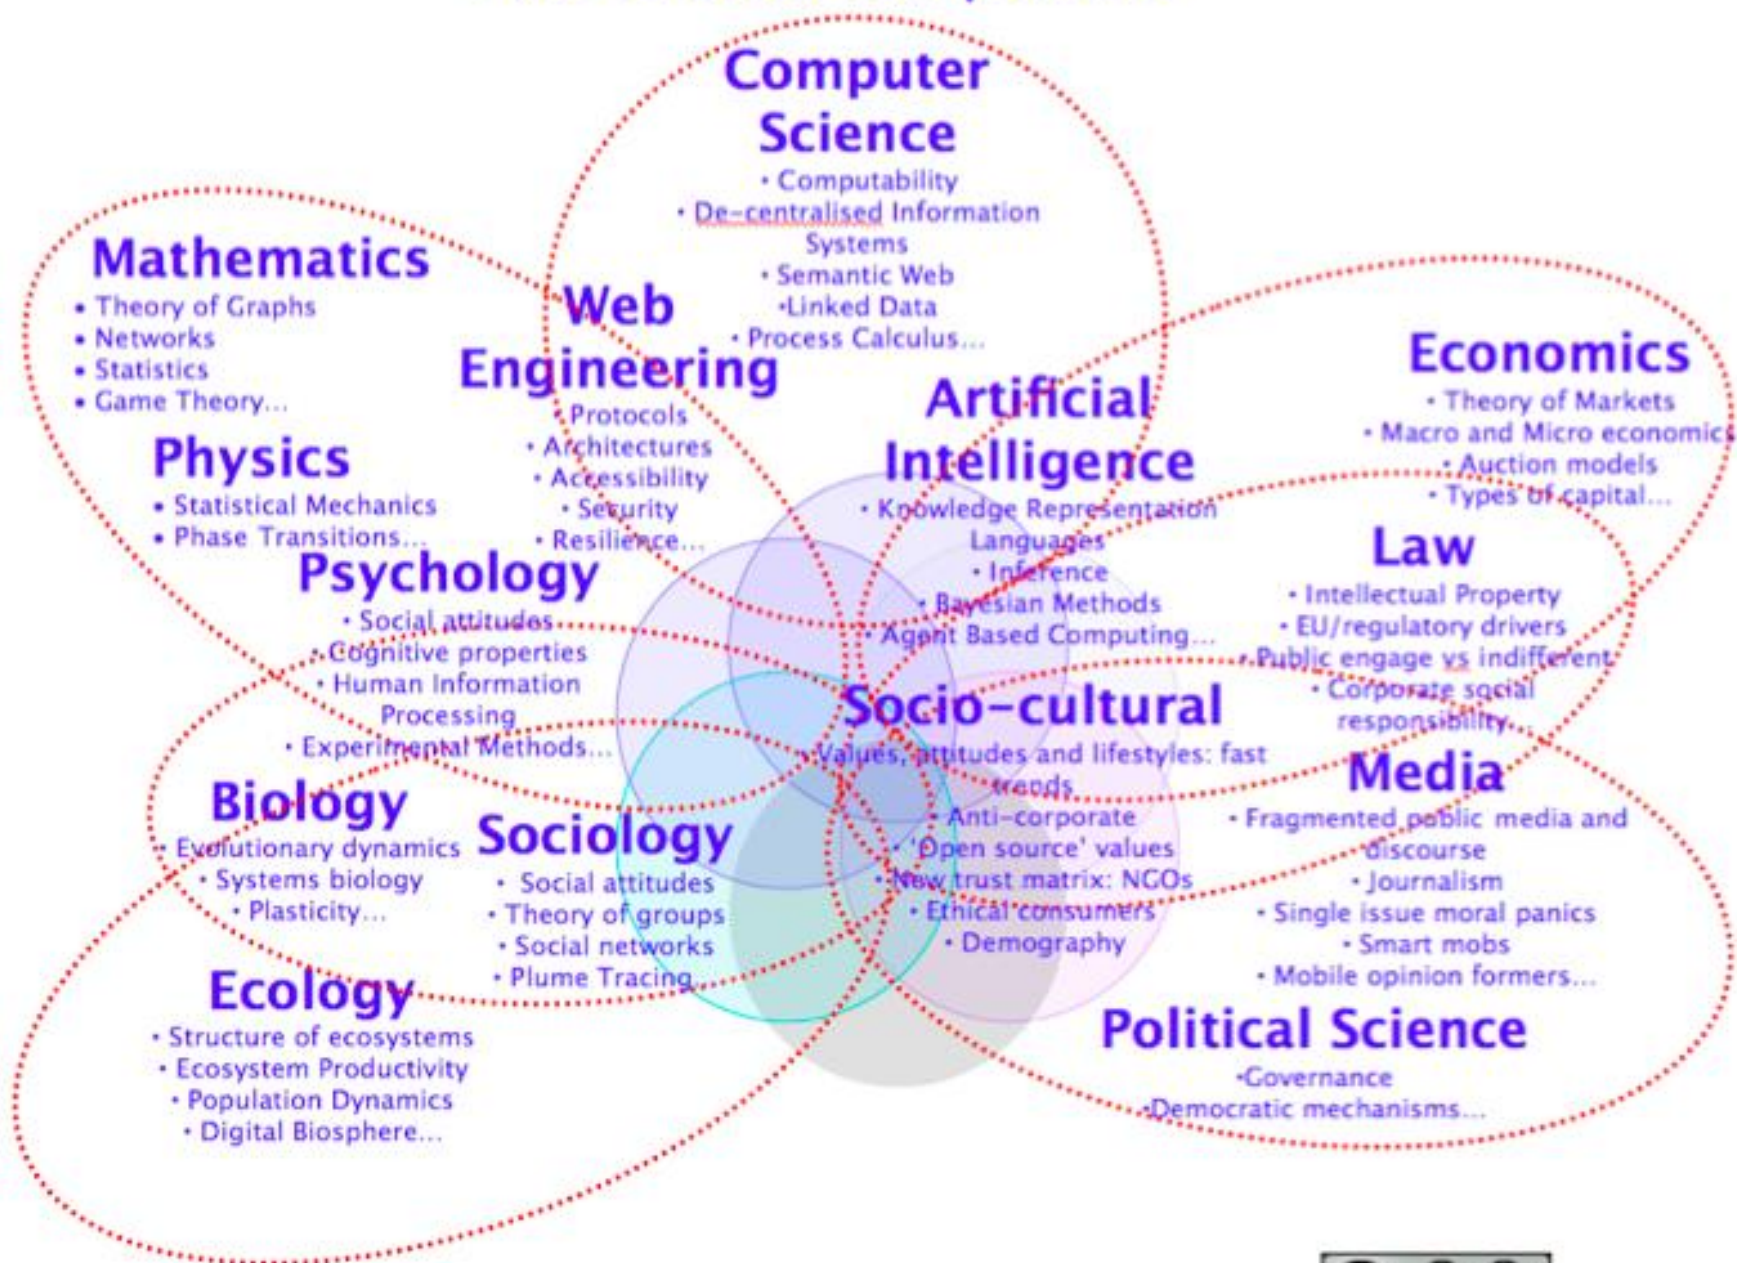 Computer
Science
• Computability
• De-centralised Information
Systems
• Semantic Web
•Linked Data
• Process Calculus...
Mathematics
• Theory of Graphs
• Networks
• Statistics
• Game Theory...
Physics
• Statistical Mechanics
• Phase Transitions...
Web
Engineering
• Protocols
• Architectures
• Accessibility
• Security
• Resilience...
Artificial
Intelligence
• Knowledge Representation
Languages
• Inference
• Bayesian Methods
• Agent Based Computing...
Economics
• Theory of Markets
• Macro and Micro economics
• Auction models
• Types of capital...
Law
• Intellectual Property
• EU/regulatory drivers
• Public engage vs indifferent
• Corporate social
responsibility...
Psychology
• Social attitudes
• Cognitive properties
• Human Information
Processing
• Experimental Methods...
Socio-cultural
• Values, attitudes and lifestyles: fast
trends
• Anti-corporate
• 'Open source' values
• New trust matrix: NGOs
• Ethical consumers
• Demography
Media
• Fragmented public media and
discourse
• Journalism
• Single issue moral panics
• Smart mobs
• Mobile opinion formers...
Biology
• Evolutionary dynamics
• Systems biology
• Plasticity...
Sociology
• Social attitudes
• Theory of groups
• Social networks
• Plume Tracing...
Ecology
• Structure of ecosystems
• Ecosystem Productivity
• Population Dynamics
• Digital Biosphere...
Political Science
•Governance
•Democratic mechanisms...